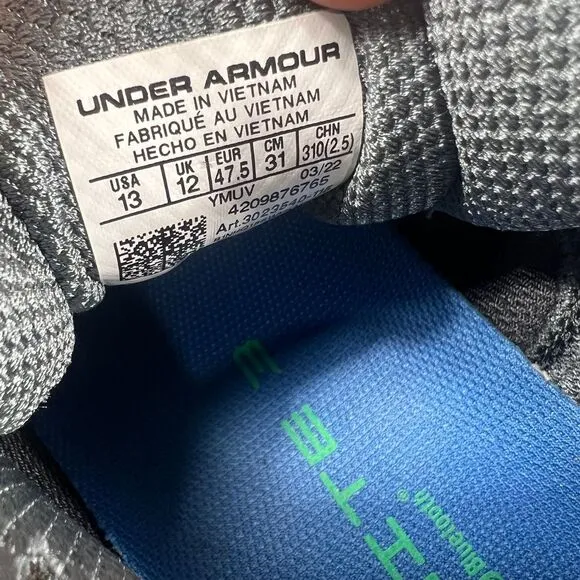 UNDER ARMOUR
MADE IN VIETNAM
FABRIQUÉ AU VIETNAM
HECHO EN VIETNAM
USA UK EUR CM CHN
13 12 47.5 31 310(2.5)
YMUV 03/22
4209876765
Bluetooth®